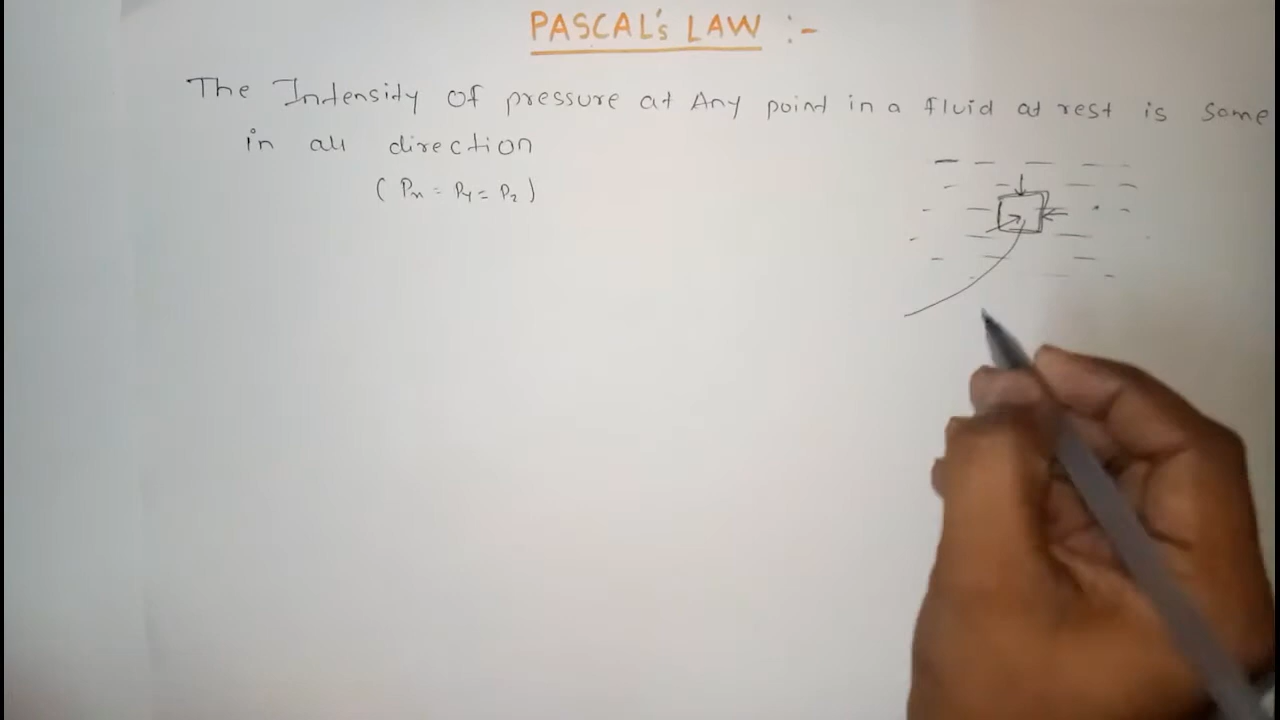 PASCAL's LAW :-
The Intensity of pressure at Any point in a fluid at rest is same
in all direction
( Px = Py = Pz )